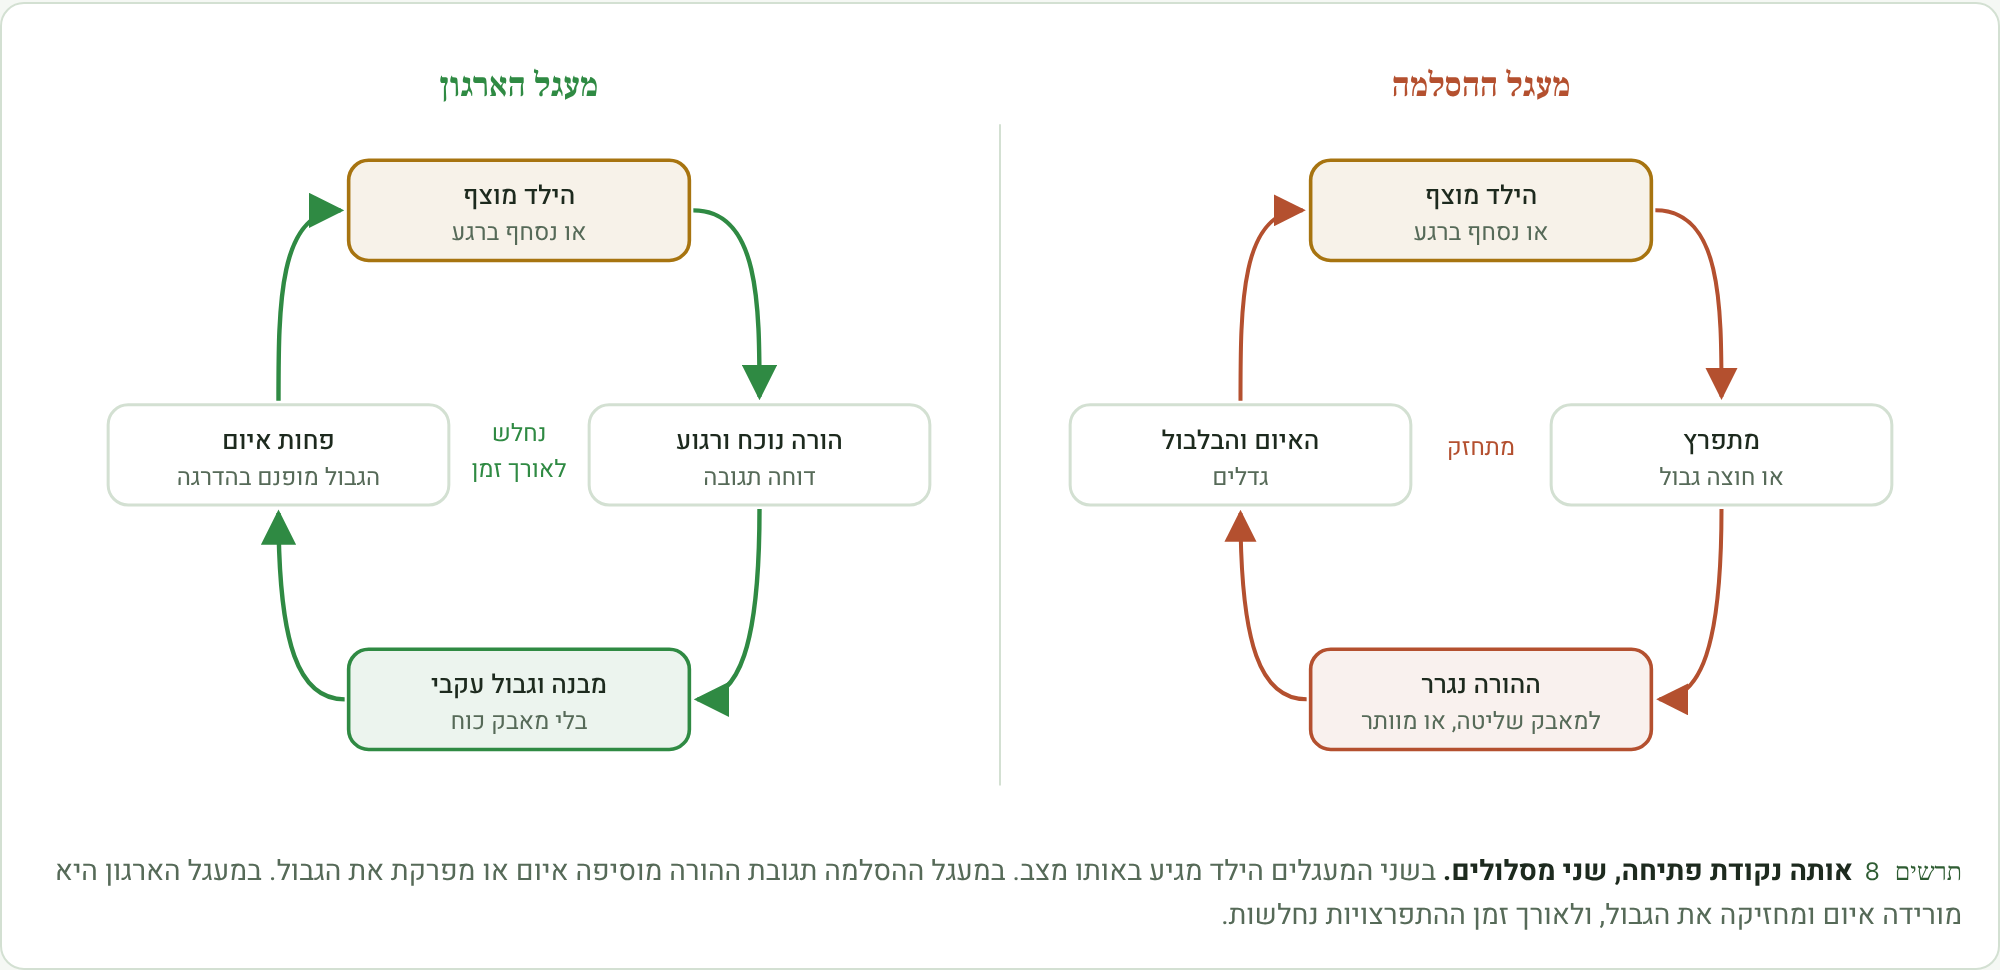 מעגל ההסלמה
הילד מוצף
או נסחף ברגע
מתפרץ
או חוצה גבול
מתחזק
האיום והבלבול
גדלים
ההורה נגרר
למאבק שליטה, או מוותר
מעגל הארגון
הילד מוצף
או נסחף ברגע
הורה נוכח ורגוע
דוחה תגובה
נחלש
לאורך זמן
פחות איום
הגבול מופנם בהדרגה
מבנה וגבול עקבי
בלי מאבק כוח
תרשים 8 אותה נקודת פתיחה, שני מסלולים. בשני המעגלים הילד מגיע באותו מצב. במעגל ההסלמה תגובת ההורה מוסיפה איום או מפרקת את הגבול. במעגל הארגון היא
מורידה איום ומחזיקה את הגבול, ולאורך זמן ההתפרצויות נחלשות.